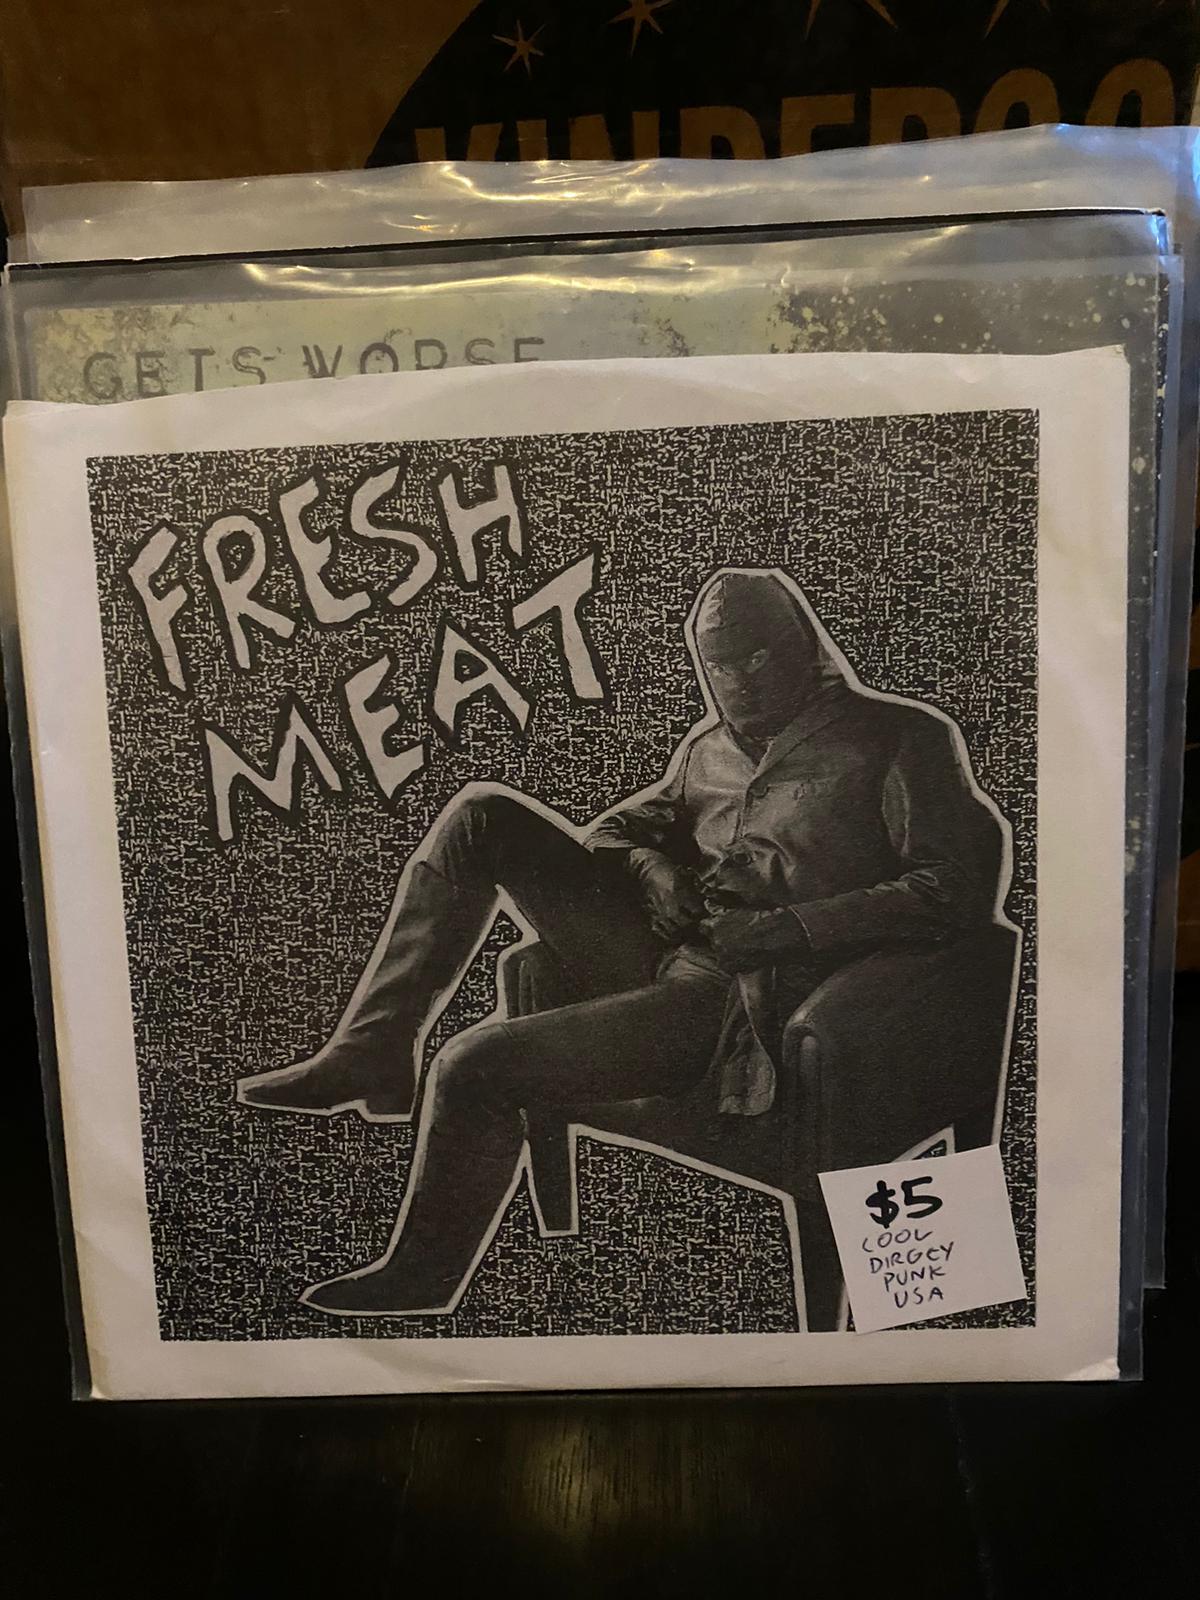 GETS WORSE
FRESH
MEAT
$5
COOL
DIRGEY
PUNK
USA